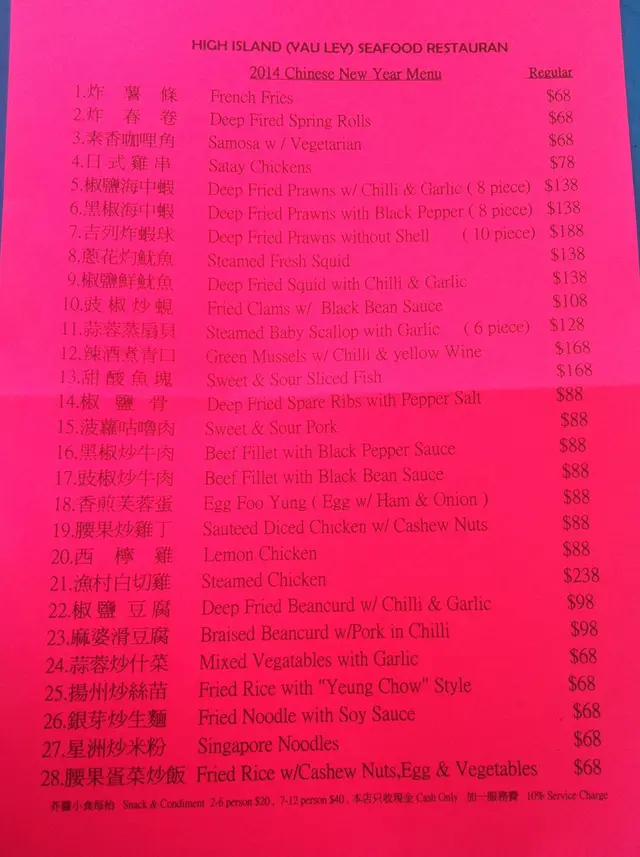 HIGH ISLAND (YAU LEY) SEAFOOD RESTAURAN
2014 Chinese New Year Menu Regular
1.炸 薯 條 French Fries $68
2.炸 春 卷 Deep Fired Spring Rolls $68
3.素香咖哩角 Samosa w / Vegetarian $68
4.日式雞串 Satay Chickens $78
5.椒鹽海中蝦 Deep Fried Prawns w/ Chilli & Garlic ( 8 piece) $138
6.黑椒海中蝦 Deep Fried Prawns with Black Pepper ( 8 piece) $138
7.吉列炸蝦球 Deep Fried Prawns without Shell ( 10 piece) $188
8.蔥花灼魷魚 Steamed Fresh Squid $138
9.椒鹽鮮魷魚 Deep Fried Squid with Chilli & Garlic $138
10.豉椒炒蜆 Fried Clams w/ Black Bean Sauce $108
11.蒜蓉蒸扇貝 Steamed Baby Scallop with Garlic ( 6 piece) $128
12.辣酒煮青口 Green Mussels w/ Chilli & yellow Wine $168
13.甜酸魚塊 Sweet & Sour Sliced Fish $168
14.椒 鹽 骨 Deep Fried Spare Ribs with Pepper Salt $88
15.菠蘿咕嚕肉 Sweet & Sour Pork $88
16.黑椒炒牛肉 Beef Fillet with Black Pepper Sauce $88
17.豉椒炒牛肉 Beef Fillet with Black Bean Sauce $88
18.香煎芙蓉蛋 Egg Foo Yung ( Egg w/ Ham & Onion ) $88
19.腰果炒雞丁 Sauteed Diced Chicken w/ Cashew Nuts $88
20.西 檸 雞 Lemon Chicken $88
21.漁村白切雞 Steamed Chicken $238
22.椒鹽豆腐 Deep Fried Beancurd w/ Chilli & Garlic $98
23.麻婆滑豆腐 Braised Beancurd w/Pork in Chilli $98
24.蒜蓉炒什菜 Mixed Vegatables with Garlic $68
25.揚州炒絲苗 Fried Rice with "Yeung Chow" Style $68
26.銀芽炒生麵 Fried Noodle with Soy Sauce $68
27.星洲炒米粉 Singapore Noodles $68
28.腰果蛋菜炒飯 Fried Rice w/Cashew Nuts,Egg & Vegetables $68
芥醬小食每枱 Snack & Condiment 2-6 person $20 , 7-12 person $40 , 本店只收現金 Cash Only 加一服務費 10% Service Charge